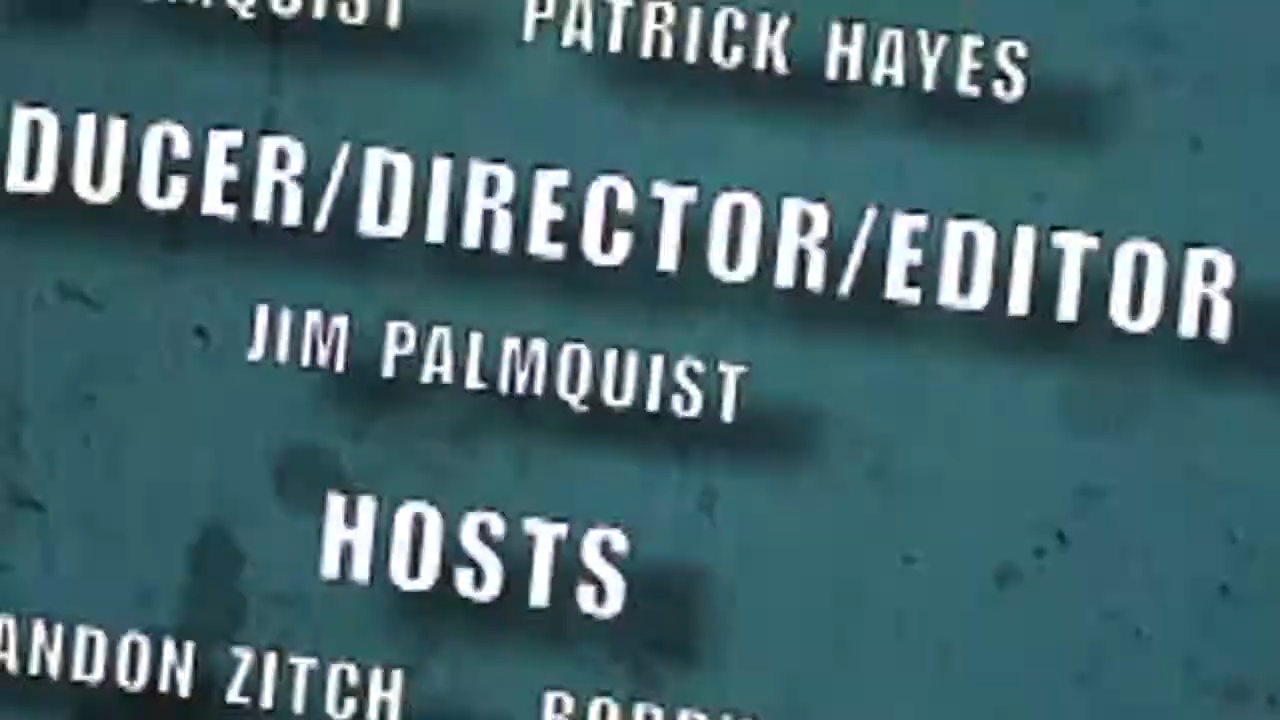 PATRICK HAYES
DUCER/DIRECTOR/EDITOR
JIM PALMQUIST
HOSTS
ANDON ZITCH